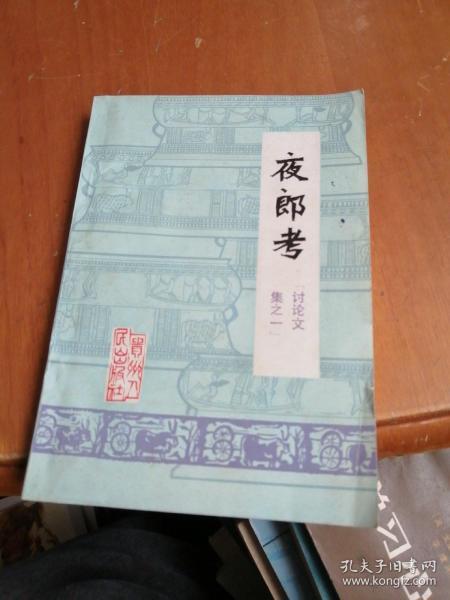 夜郎考
「讨论文
集之一」
貴州人
民出版社
孔夫子旧书网
www.kongfz.com